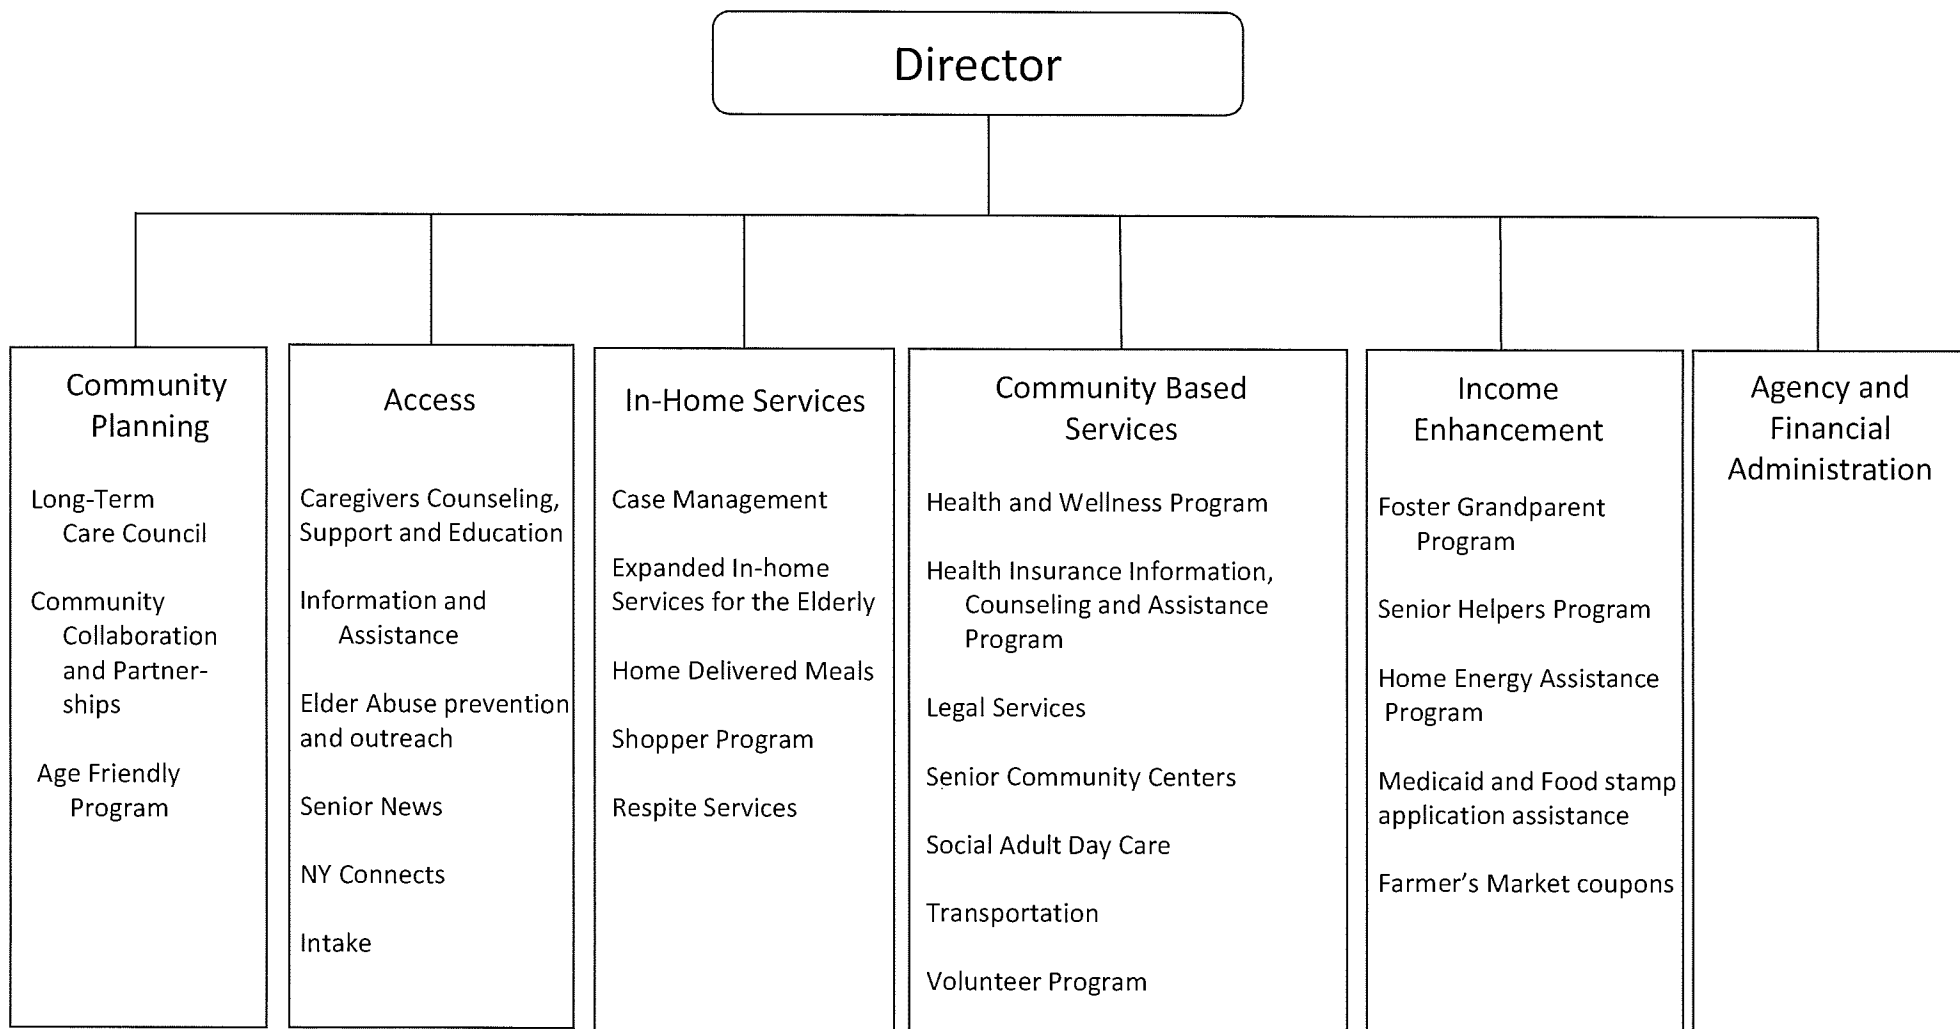 Director
Community
Planning
Long-Term
Care Council
Community
Collaboration
and Partner-
ships
Age Friendly
Program
Access
Caregivers Counseling,
Support and Education
Information and
Assistance
Elder Abuse prevention
and outreach
Senior News
NY Connects
Intake
In-Home Services
Case Management
Expanded In-home
Services for the Elderly
Home Delivered Meals
Shopper Program
Respite Services
Community Based
Services
Health and Wellness Program
Health Insurance Information,
Counseling and Assistance
Program
Legal Services
Senior Community Centers
Social Adult Day Care
Transportation
Volunteer Program
Income
Enhancement
Foster Grandparent
Program
Senior Helpers Program
Home Energy Assistance
Program
Medicaid and Food stamp
application assistance
Farmer’s Market coupons
Agency and
Financial
Administration